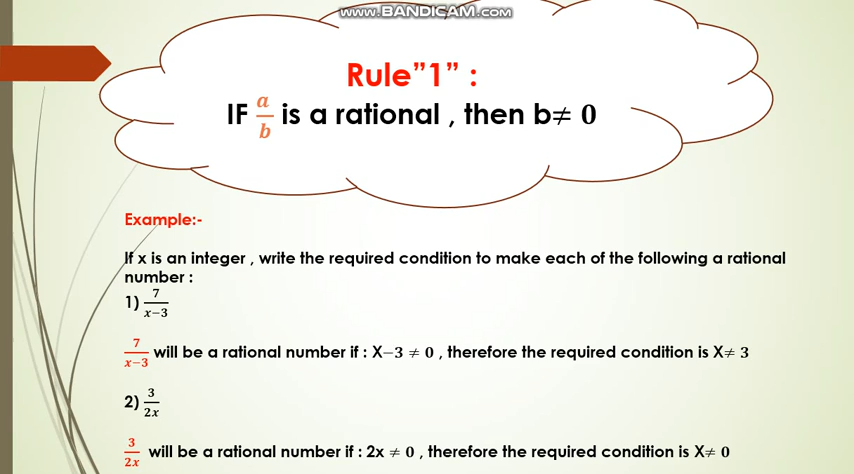 www.BANDICAM.com
Rule”1” :
IF a/b is a rational , then b≠ 0
Example:-
If x is an integer , write the required condition to make each of the following a rational
number :
1) 7/(x−3)
7/(x−3) will be a rational number if : X−3 ≠ 0 , therefore the required condition is X≠ 3
2) 3/2x
3/2x will be a rational number if : 2x ≠ 0 , therefore the required condition is X≠ 0